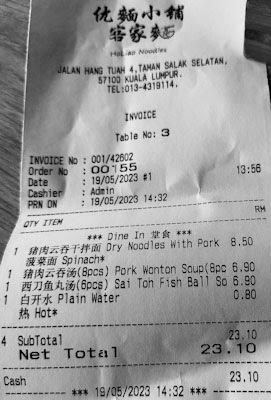 优麵小铺
客家麵
HaLiao Noodles
JALAN HANG TUAH 4,TAMAN SALAK SELATAN,
57100 KUALA LUMPUR.
TEL:013-4319114.
INVOICE
Table No: 3
INVOICE No : 001/42602
Order No : 00155 13:56
Date : 19/05/2023 #1
Cashier : Admin
PRN ON : 19/05/2023 14:32
QTY ITEM RM
*** Dine In 堂食 ***
1 猪肉云吞干拌面 Dry Noodles With Pork 8.50
菠菜面 Spinach*
1 猪肉云吞汤(8pcs) Pork Wonton Soup(8pc 6.90
1 西刀鱼丸汤(6pcs) Sai Toh Fish Ball So 6.90
1 白开水 Plain Water 0.80
热 Hot*
4 SubTotal 23.10
Net Total 23.10
Cash 23.10
*** 19/05/2023 14:32 ***